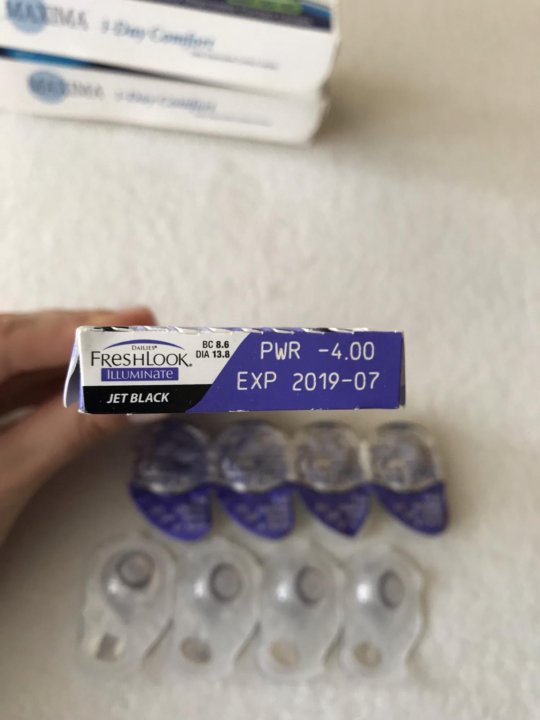 MAXIMA 1-Day Comfort
MAXIMA 1-Day Comfort
DAILIES®
FRESHLOOK®
ILLUMINATE
JET BLACK
BC 8.6
DIA 13.8
PWR -4.00
EXP 2019-07